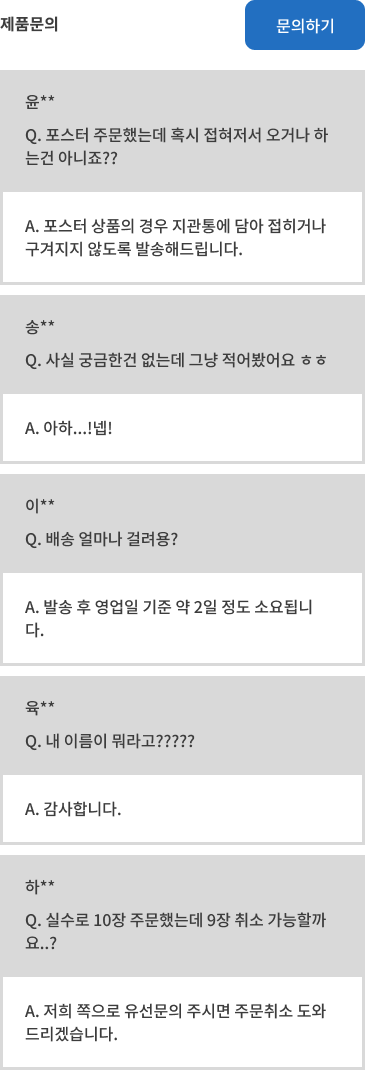 제품문의
문의하기
윤**
Q. 포스터 주문했는데 혹시 접혀저서 오거나 하
는건 아니죠??
A. 포스터 상품의 경우 지관통에 담아 접히거나
구겨지지 않도록 발송해드립니다.
송**
Q. 사실 궁금한건 없는데 그냥 적어봤어요 ㅎㅎ
A. 아하...!넵!
이**
Q. 배송 얼마나 걸려용?
A. 발송 후 영업일 기준 약 2일 정도 소요됩니
다.
육**
Q. 내 이름이 뭐라고?????
A. 감사합니다.
하**
Q. 실수로 10장 주문했는데 9장 취소 가능할까
요..?
A. 저희 쪽으로 유선문의 주시면 주문취소 도와
드리겠습니다.